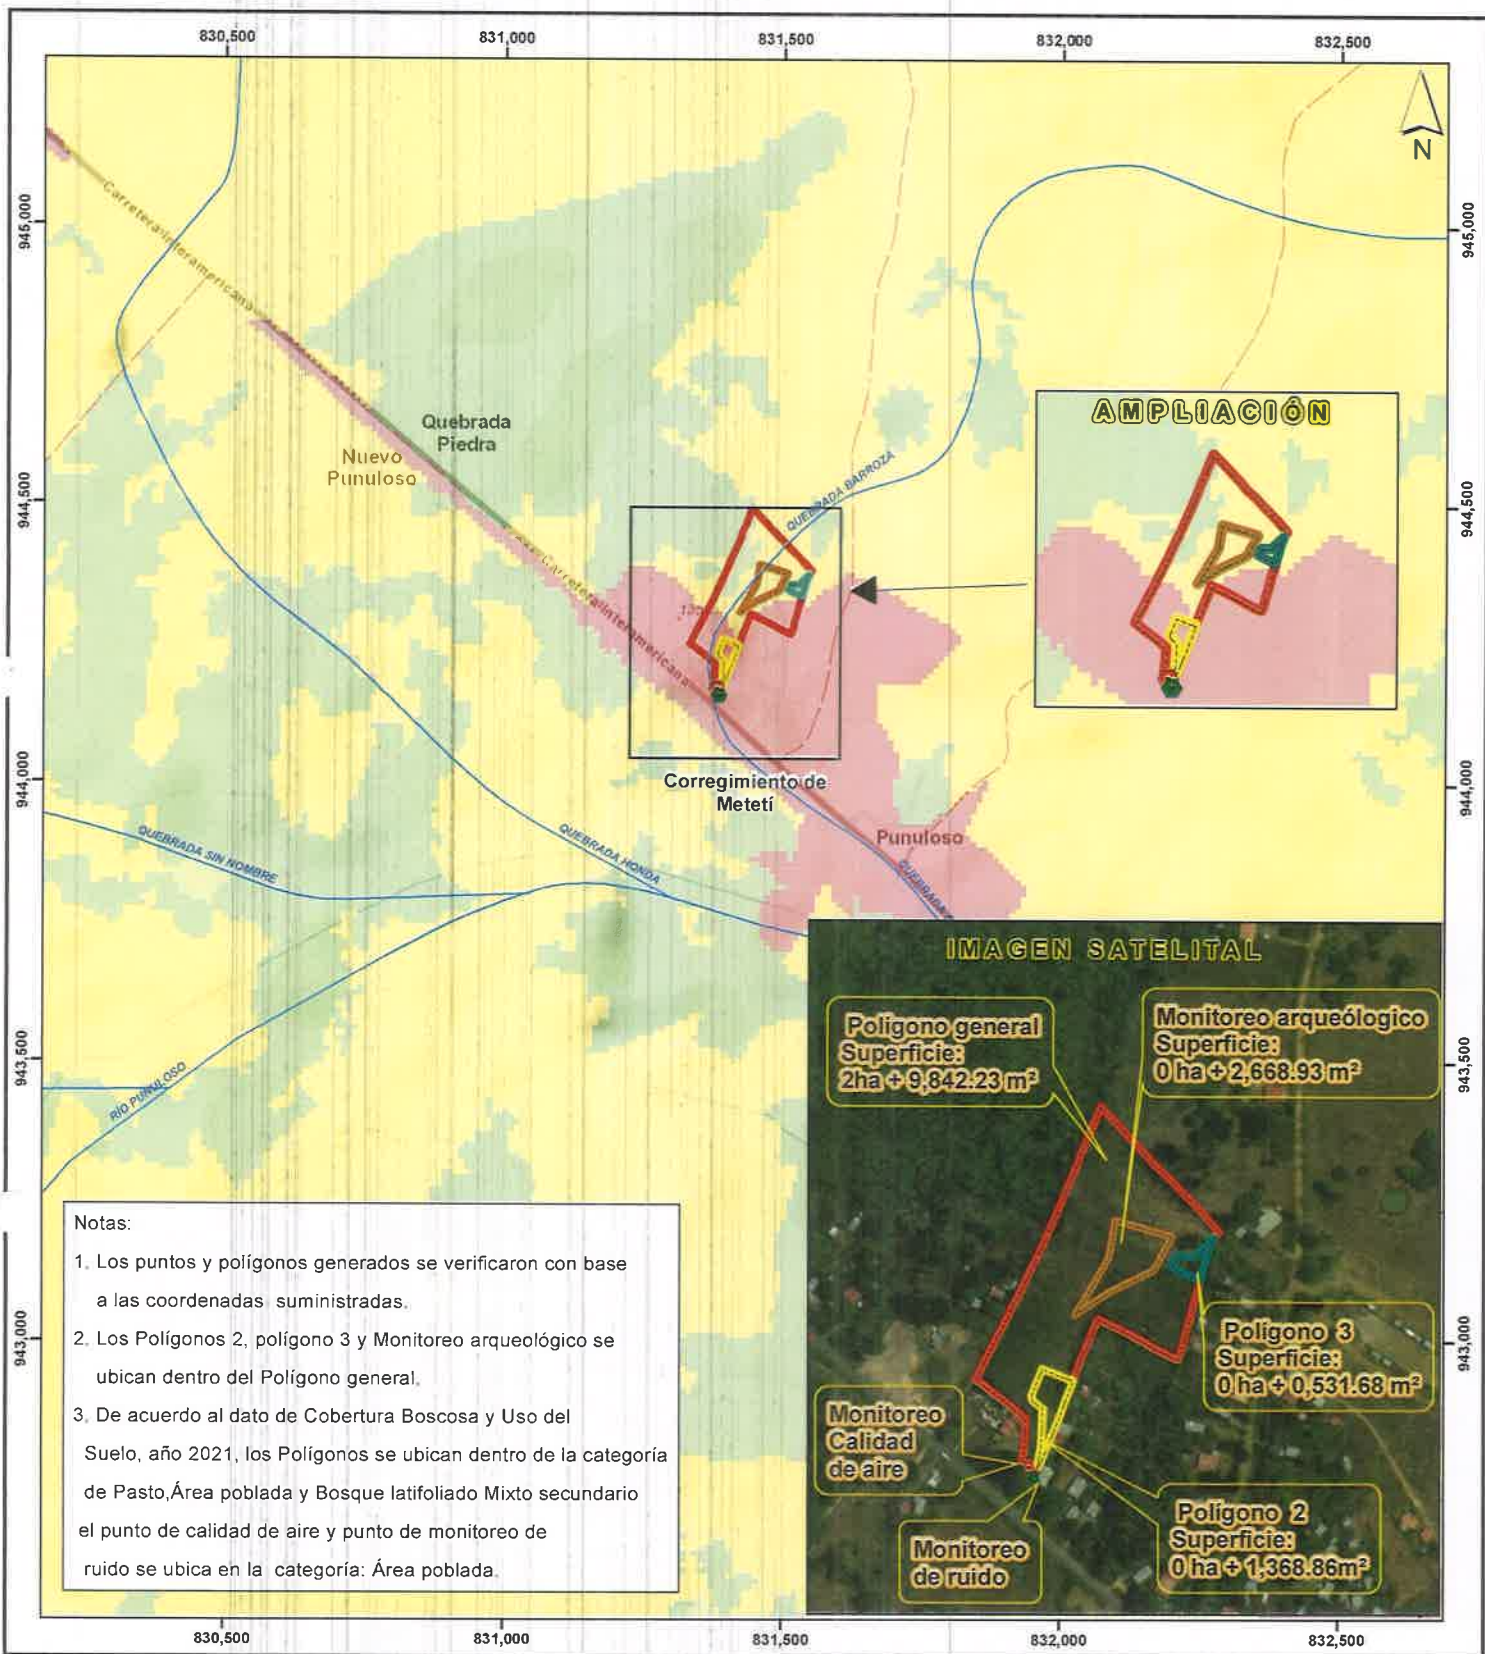 830,500 831,000 831,500 832,000 832,500
N
945,000
945,000
Carretera Interamericana
Quebrada
Piedra
Nuevo
Punuloso
AMPLIACIÓN
944,500
944,500
QUEBRADA BARROZA
Carretera Interamericana
944,000
944,000
Corregimiento de
Metetí
Punuloso
QUEBRADA SIN NOMBRE
QUEBRADA HONDA
QUEBRADA
IMAGEN SATELITAL
Polígono general
Superficie:
2ha + 9,842.23 m²
Monitoreo arqueólogico
Superficie:
0 ha + 2,668.93 m²
943,500
943,500
RÍO PUNULOSO
Notas:
1. Los puntos y polígonos generados se verificaron con base
a las coordenadas suministradas.
2. Los Polígonos 2, polígono 3 y Monitoreo arqueológico se
ubican dentro del Polígono general.
3. De acuerdo al dato de Cobertura Boscosa y Uso del
Suelo, año 2021, los Polígonos se ubican dentro de la categoría
de Pasto,Área poblada y Bosque latifoliado Mixto secundario
el punto de calidad de aire y punto de monitoreo de
ruido se ubica en la categoría: Área poblada.
943,000
943,000
Polígono 3
Superficie:
0 ha + 0,531.68 m²
Monitoreo
Calidad
de aire
Monitoreo
de ruido
Polígono 2
Superficie:
0 ha + 1,368.86m²
830,500 831,000 831,500 832,000 832,500